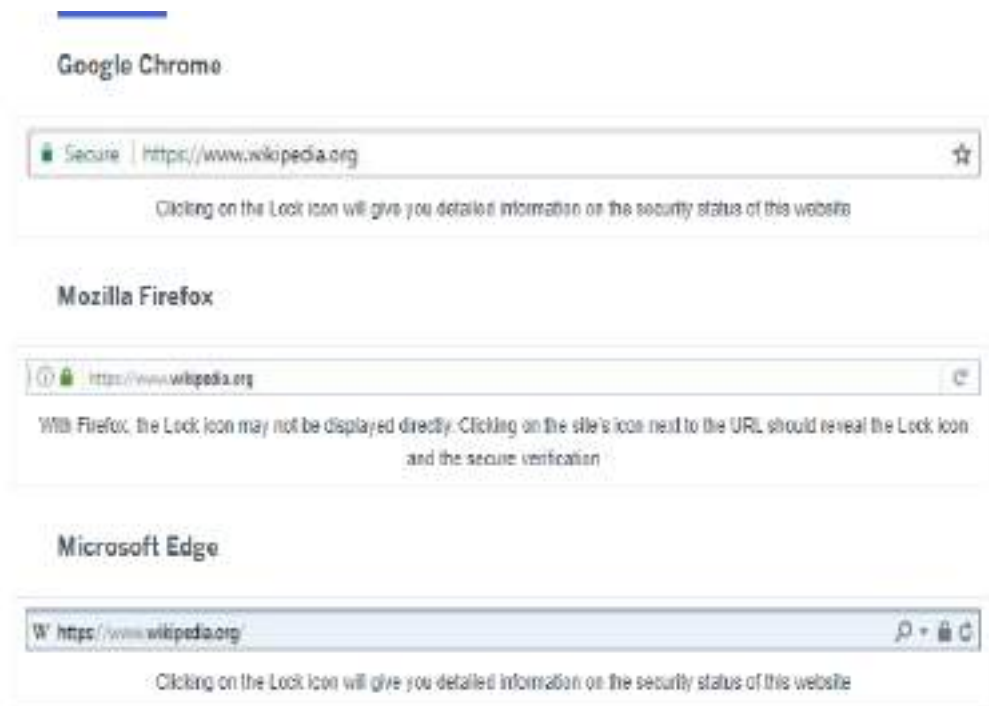 Google Chrome
Secure | https://www.wikipedia.org
Clicking on the Lock icon will give you detailed information on the security status of this website
Mozilla Firefox
https://www.wikipedia.org
With Firefox, the Lock icon may not be displayed directly. Clicking on the site's icon next to the URL should reveal the Lock icon
and the secure verification
Microsoft Edge
W https://www.wikipedia.org/
Clicking on the Lock icon will give you detailed information on the security status of this website